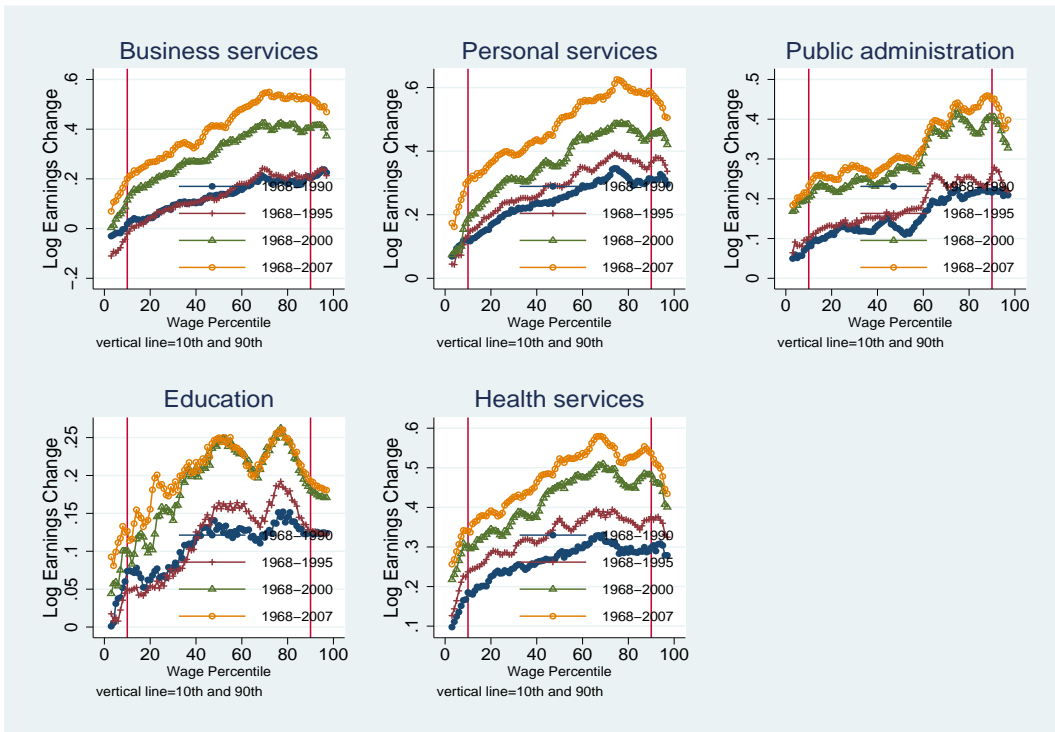 Business services
Log Earnings Change
−.2 0 .2 .4 .6
1968−1990
1968−1995
1968−2000
1968−2007
0 20 40 60 80 100
Wage Percentile
vertical line=10th and 90th
Personal services
Log Earnings Change
0 .2 .4 .6
1968−1990
1968−1995
1968−2000
1968−2007
0 20 40 60 80 100
Wage Percentile
vertical line=10th and 90th
Public administration
Log Earnings Change
0 .1 .2 .3 .4 .5
1968−1990
1968−1995
1968−2000
1968−2007
0 20 40 60 80 100
Wage Percentile
vertical line=10th and 90th
Education
Log Earnings Change
0 .05 .1 .15 .2 .25
1968−1990
1968−1995
1968−2000
1968−2007
0 20 40 60 80 100
Wage Percentile
vertical line=10th and 90th
Health services
Log Earnings Change
.1 .2 .3 .4 .5 .6
1968−1990
1968−1995
1968−2000
1968−2007
0 20 40 60 80 100
Wage Percentile
vertical line=10th and 90th